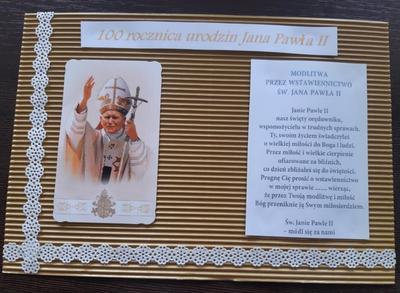 100 rocznica urodzin Jana Pawła II
MODLITWA
PRZEZ WSTAWIENNICTWO
ŚW. JANA PAWŁA II
Janie Pawle II
nasz święty orędowniku,
wspomożycielu w trudnych sprawach.
Ty, swoim życiem świadczyłeś
o wielkiej miłości do Boga i ludzi.
Przez miłość i wielkie cierpienie
ofiarowane za bliźnich,
co dzień zbliżałeś się do świętości.
Pragnę Cię prosić o wstawiennictwo
w mojej sprawie ....... wierząc,
że przez Twoją modlitwę i miłość
Bóg przeniknie ją Swym miłosierdziem.
Św. Janie Pawle II
– módl się za nami